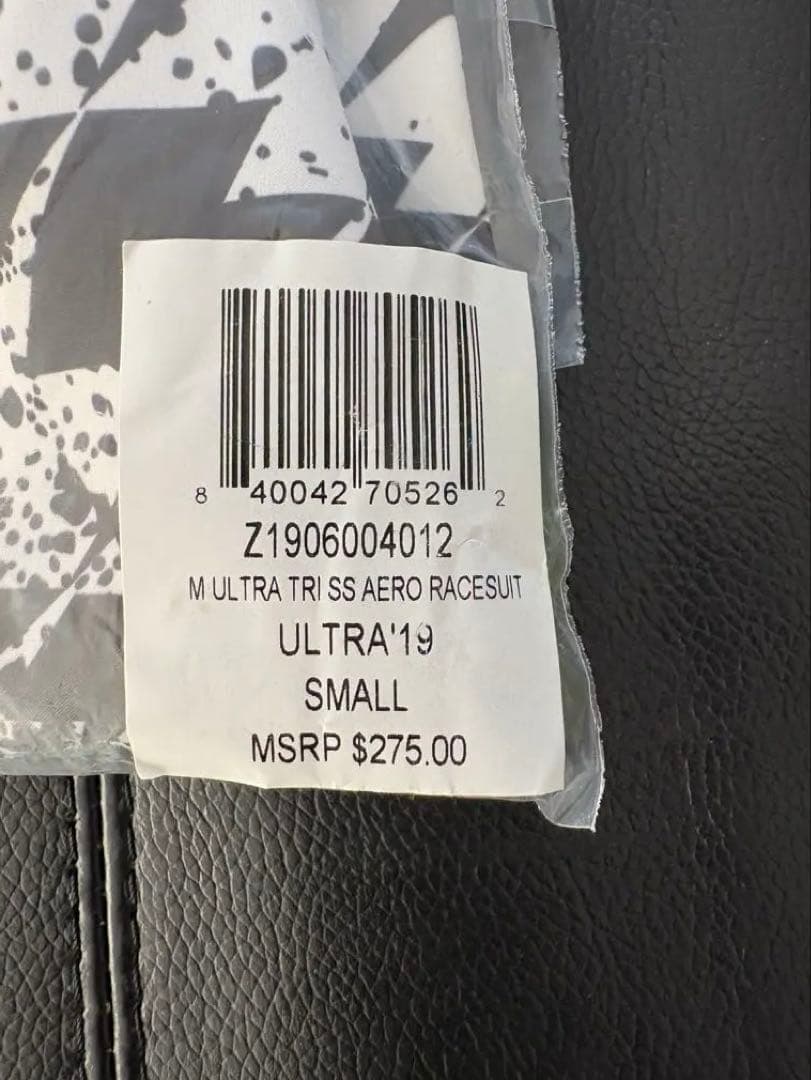 8 40042 70526 2
Z1906004012
M ULTRA TRI SS AERO RACESUIT
ULTRA'19
SMALL
MSRP $275.00